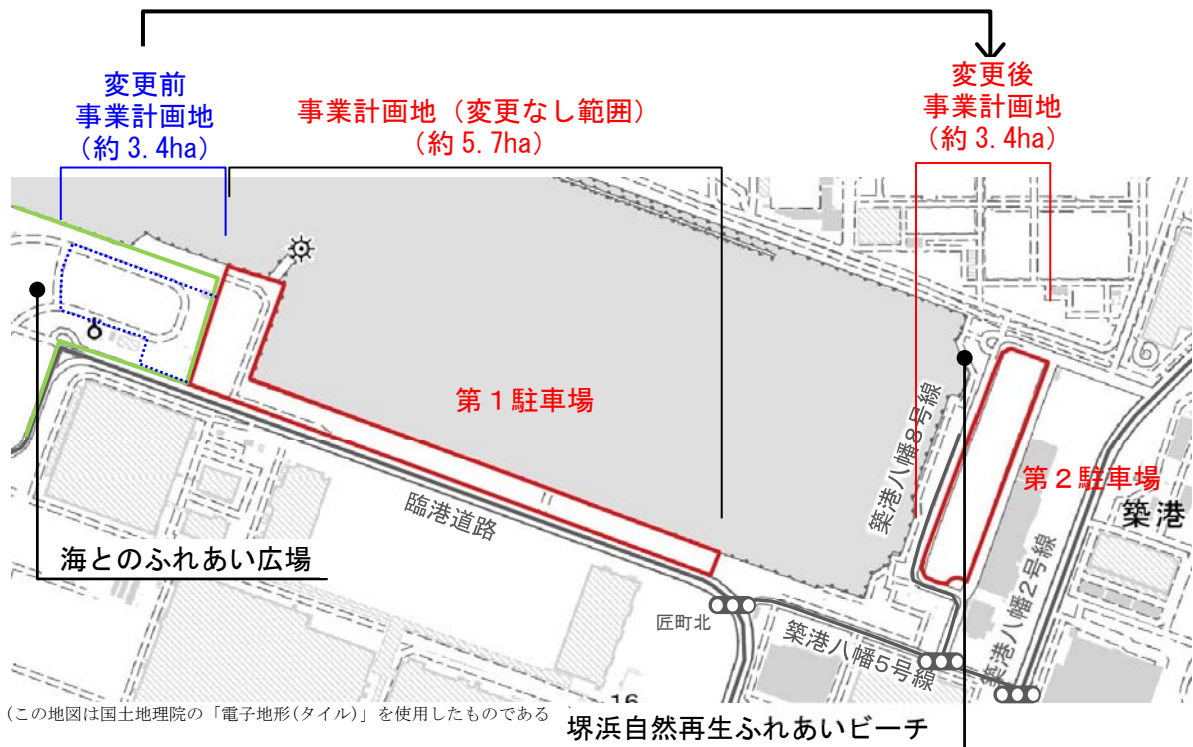 変更前
事業計画地
(約 3.4ha)
事業計画地（変更なし範囲）
(約 5.7ha)
変更後
事業計画地
(約 3.4ha)
第１駐車場
築港八幡8号線
第２駐車場
築港
臨港道路
海とのふれあい広場
匠町北
築港八幡5号線
築港八幡2号線
16
(この地図は国土地理院の「電子地形(タイル)」を使用したものである
堺浜自然再生ふれあいビーチ